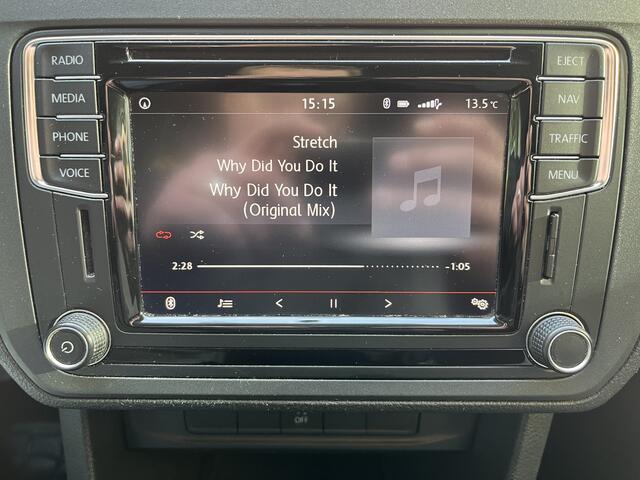 RADIO
MEDIA
PHONE
VOICE
EJECT
NAV
TRAFFIC
MENU
15:15
13.5°C
Stretch
Why Did You Do It
Why Did You Do It
(Original Mix)
2:28
-1:05
OFF